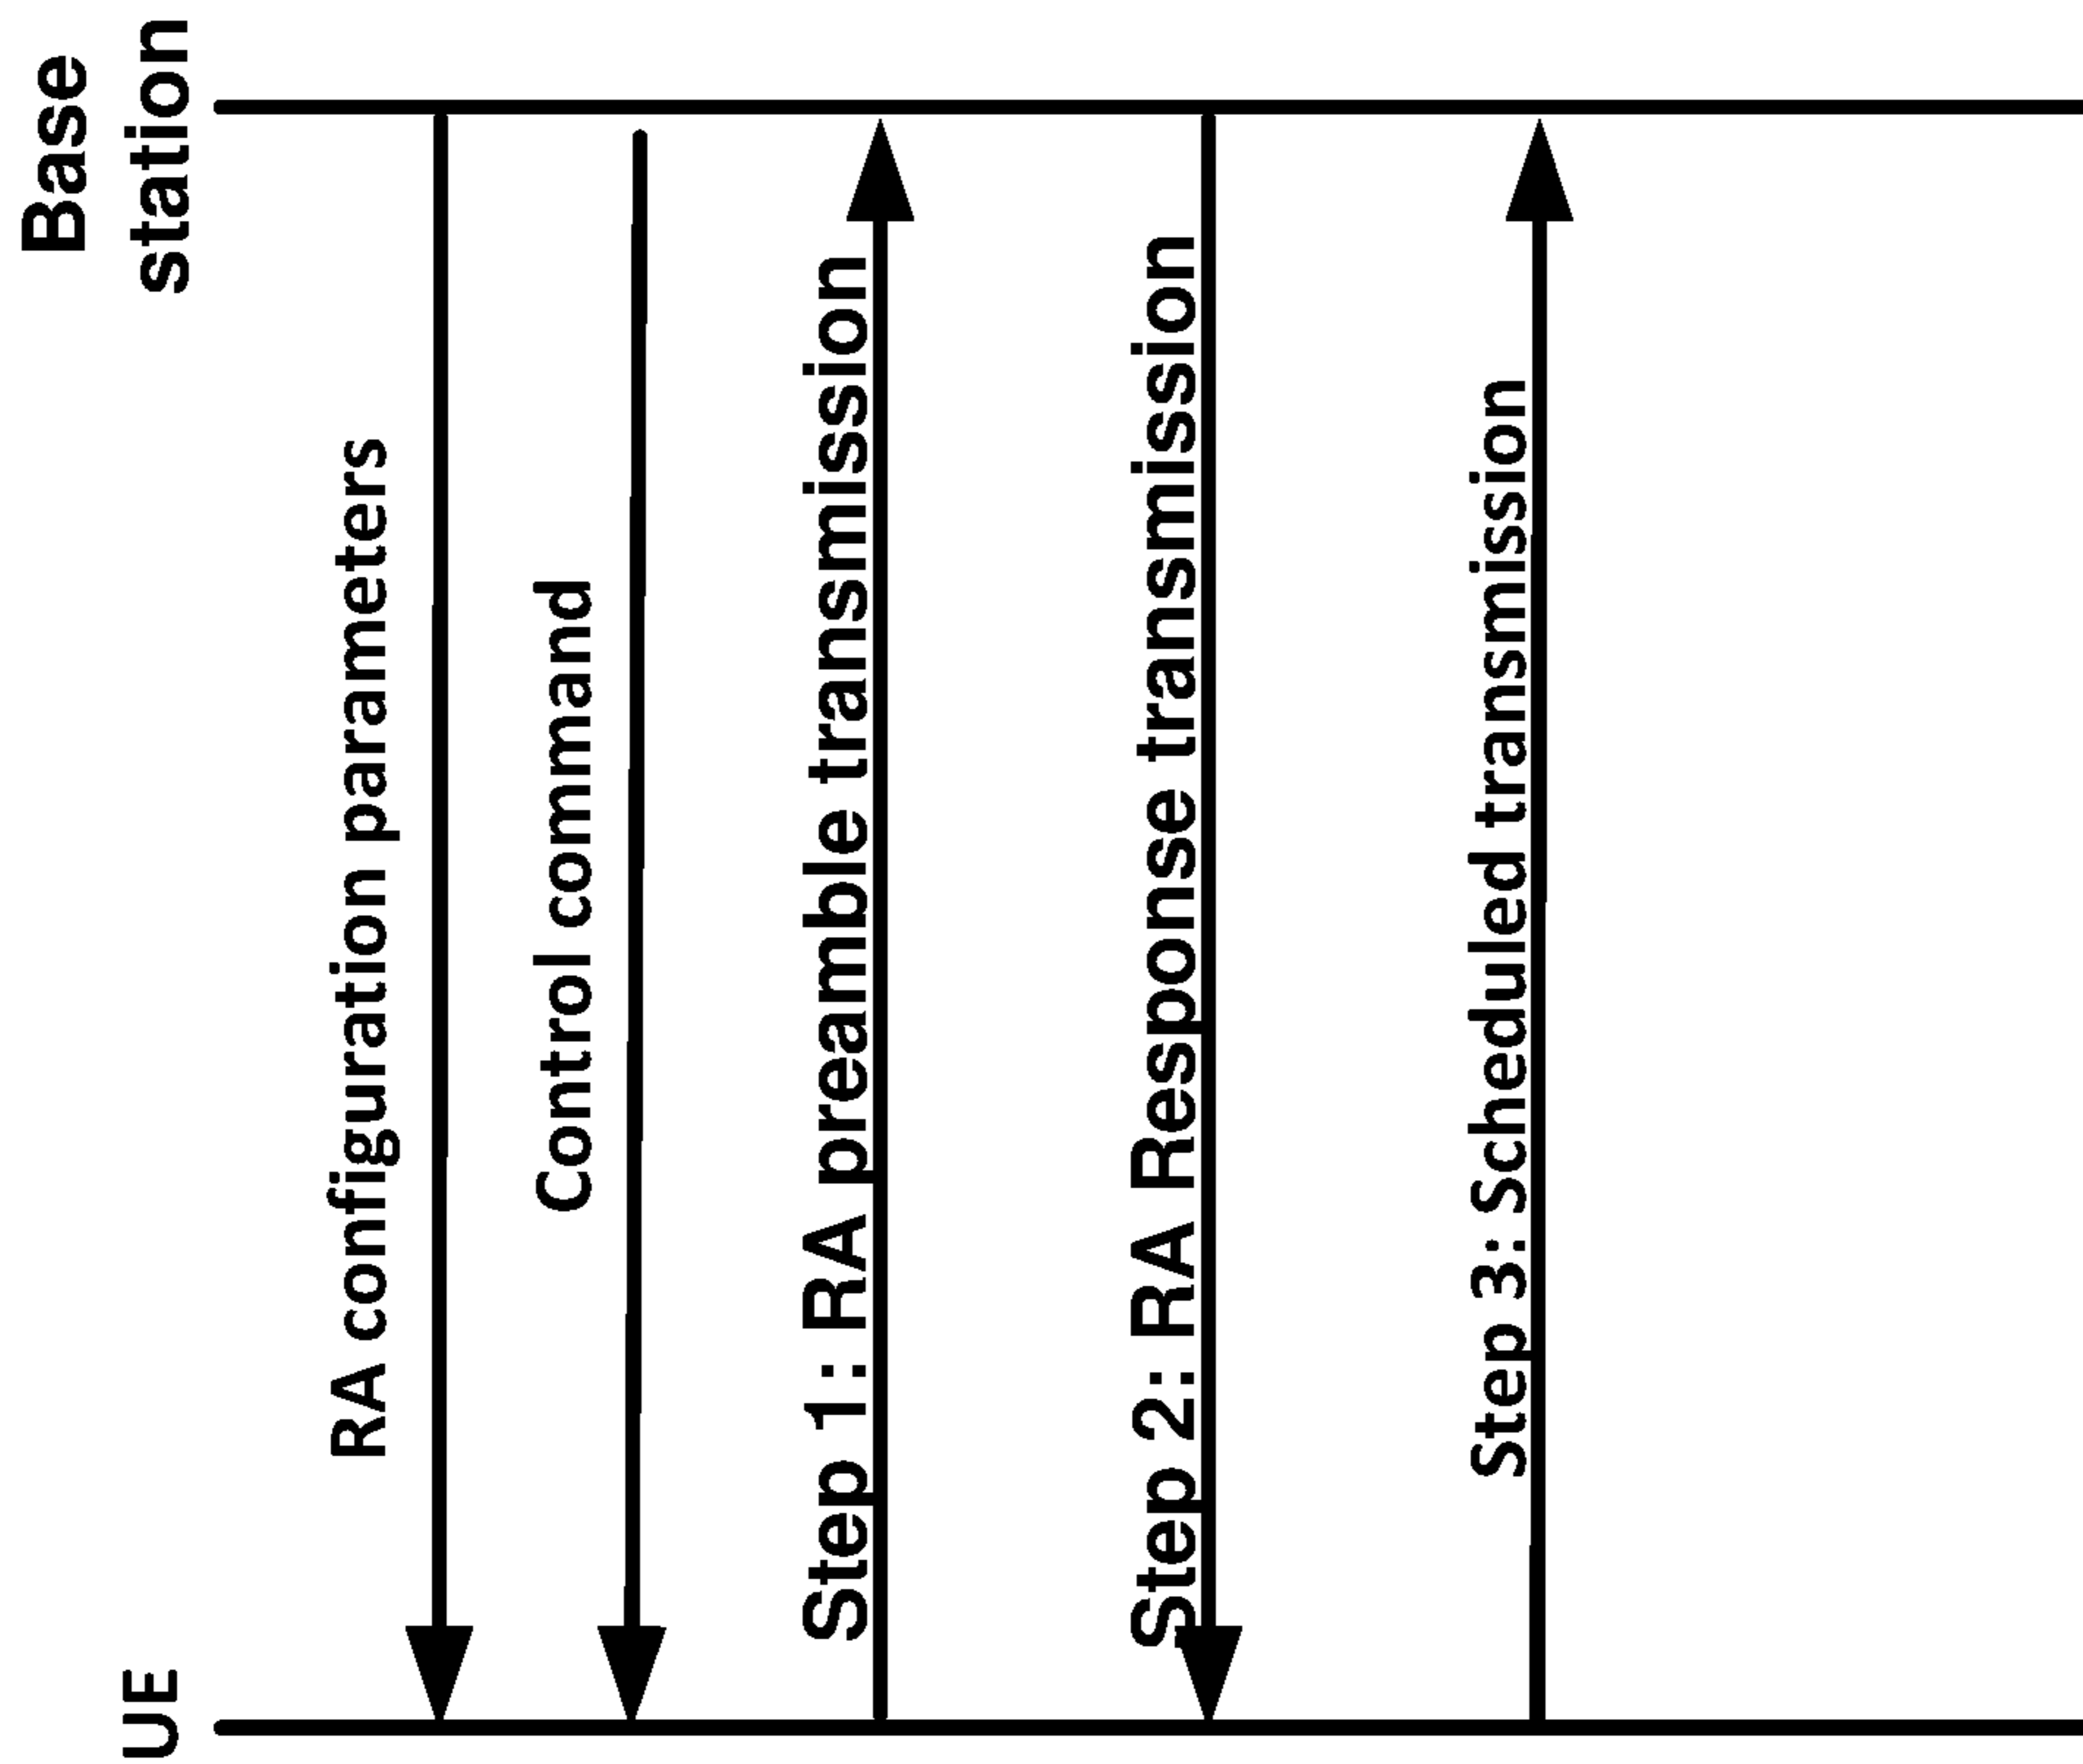 UE
Base
station
RA configuration parameters
Control command
Step 1: RA preamble transmission
Step 2: RA Response transmission
Step 3: Scheduled transmission